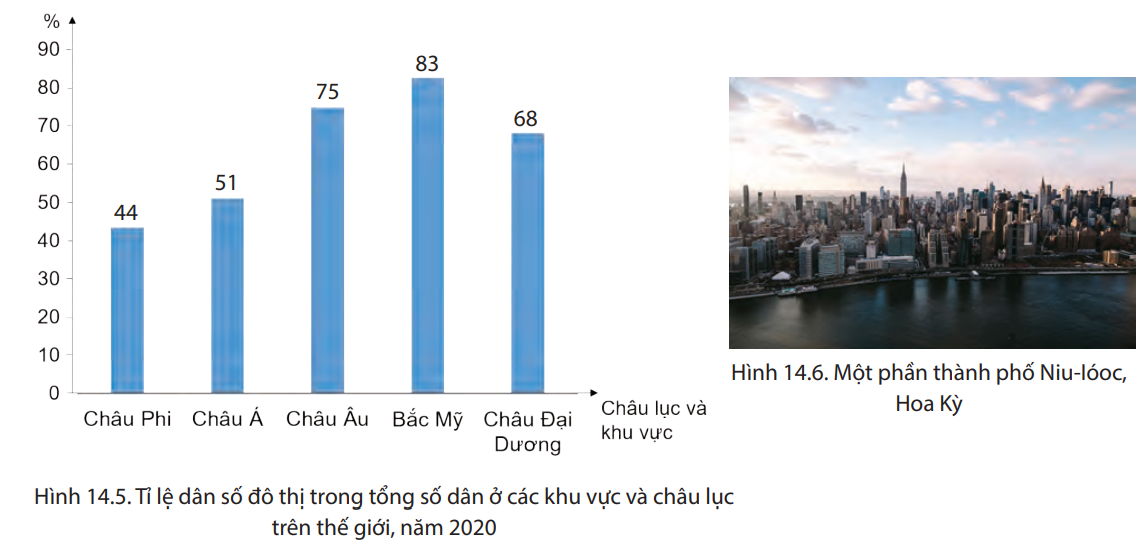 %
90
80
70
60
50
40
30
20
10
0
44
51
75
83
68
Châu Phi
Châu Á
Châu Âu
Bắc Mỹ
Châu Đại
Dương
Châu lục và
khu vực
Hình 14.5. Tỉ lệ dân số đô thị trong tổng số dân ở các khu vực và châu lục
trên thế giới, năm 2020
Hình 14.6. Một phần thành phố Niu-lóoc,
Hoa Kỳ